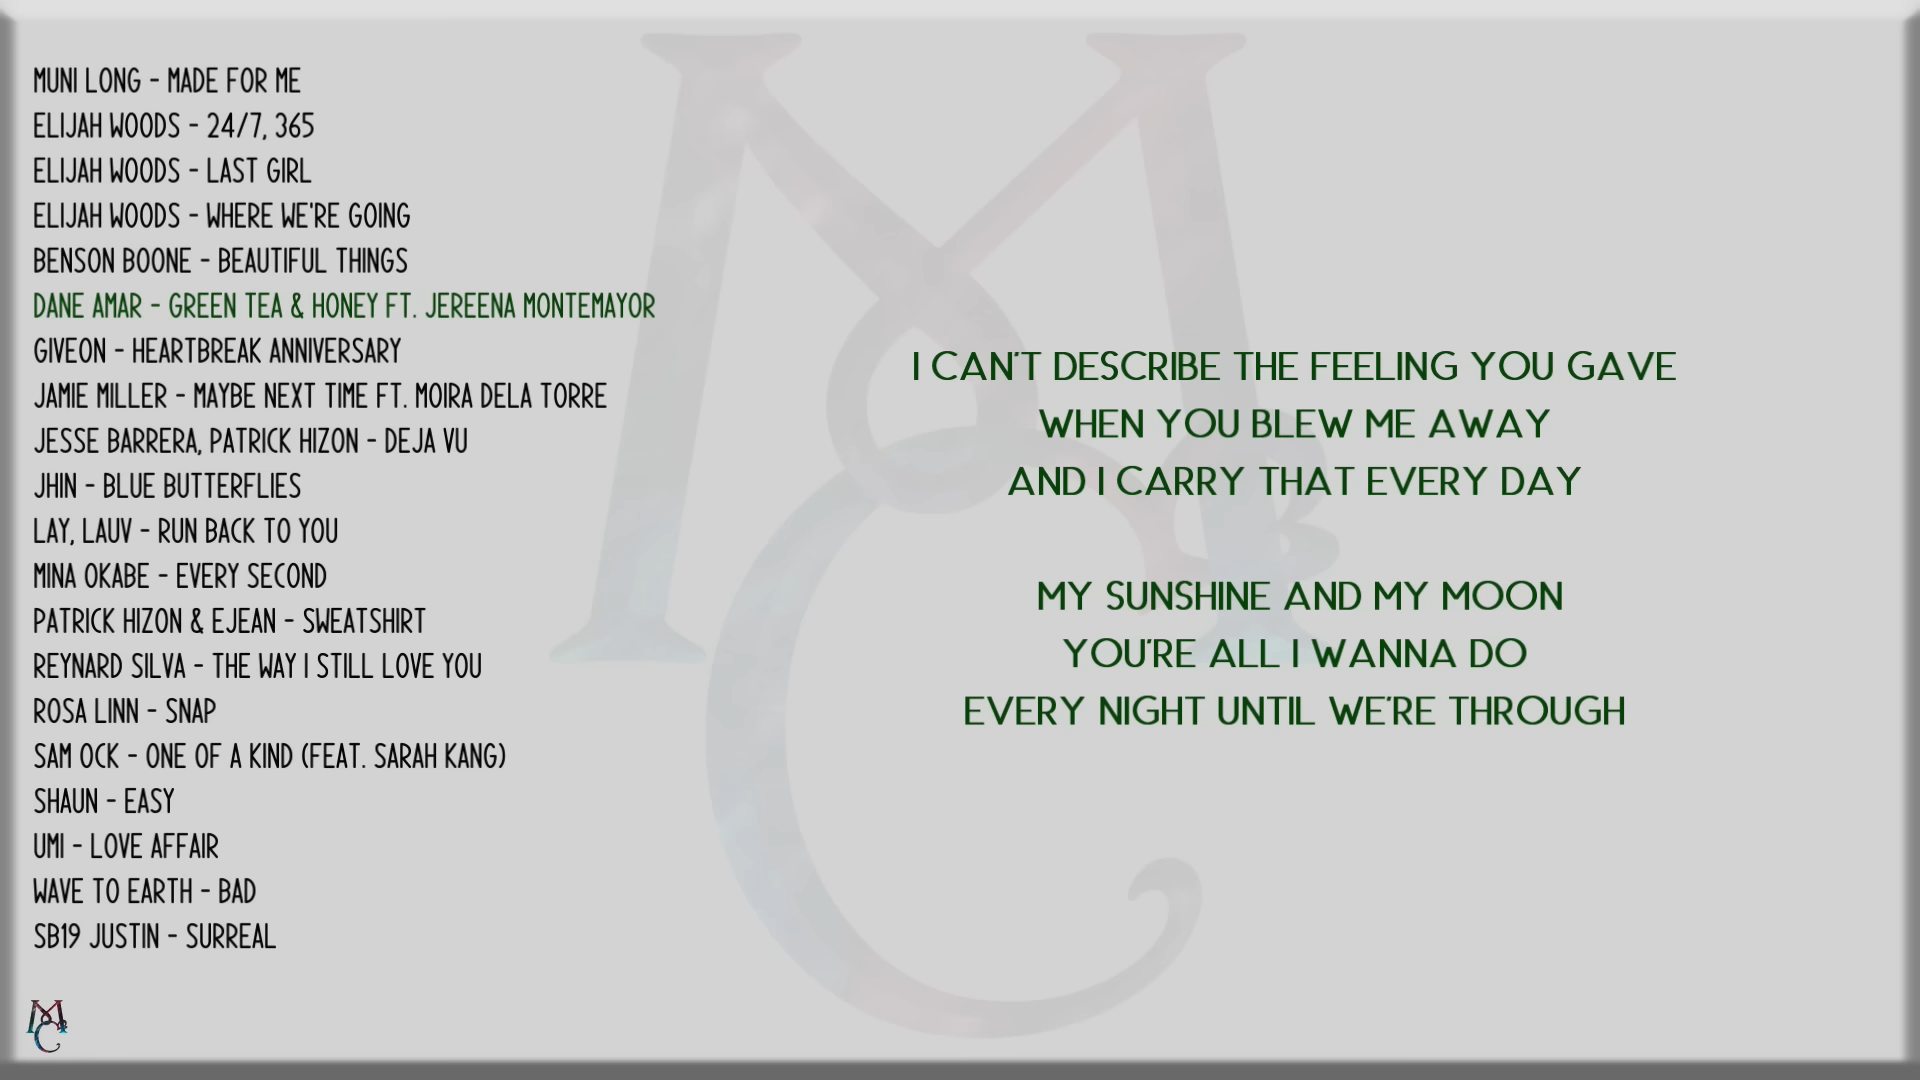 MUNI LONG - MADE FOR ME
ELIJAH WOODS - 24/7, 365
ELIJAH WOODS - LAST GIRL
ELIJAH WOODS - WHERE WE'RE GOING
BENSON BOONE - BEAUTIFUL THINGS
DANE AMAR - GREEN TEA & HONEY FT. JEREENA MONTEMAYOR
GIVEON - HEARTBREAK ANNIVERSARY
JAMIE MILLER - MAYBE NEXT TIME FT. MOIRA DELA TORRE
JESSE BARRERA, PATRICK HIZON - DEJA VU
JHIN - BLUE BUTTERFLIES
LAY, LAUV - RUN BACK TO YOU
MINA OKABE - EVERY SECOND
PATRICK HIZON & EJEAN - SWEATSHIRT
REYNARD SILVA - THE WAY I STILL LOVE YOU
ROSA LINN - SNAP
SAM OCK - ONE OF A KIND (FEAT. SARAH KANG)
SHAUN - EASY
UMI - LOVE AFFAIR
WAVE TO EARTH - BAD
SB19 JUSTIN - SURREAL
I CAN'T DESCRIBE THE FEELING YOU GAVE
WHEN YOU BLEW ME AWAY
AND I CARRY THAT EVERY DAY
MY SUNSHINE AND MY MOON
YOU'RE ALL I WANNA DO
EVERY NIGHT UNTIL WE'RE THROUGH